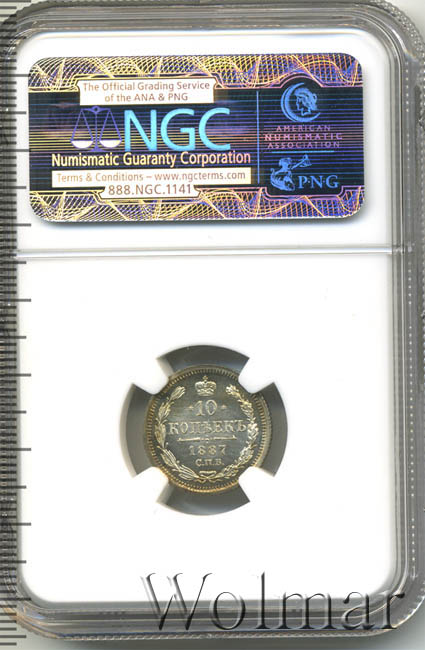 The Official Grading Service
of the ANA & PNG
NGC
Numismatic Guaranty Corporation
Terms & Conditions – www.ngcterms.com
888.NGC.1141
AMERICAN
NUMISMATIC
ASSOCIATION
P·N·G
10
КОПѢЕКЪ
1887
С.П.Б.
Wolmar